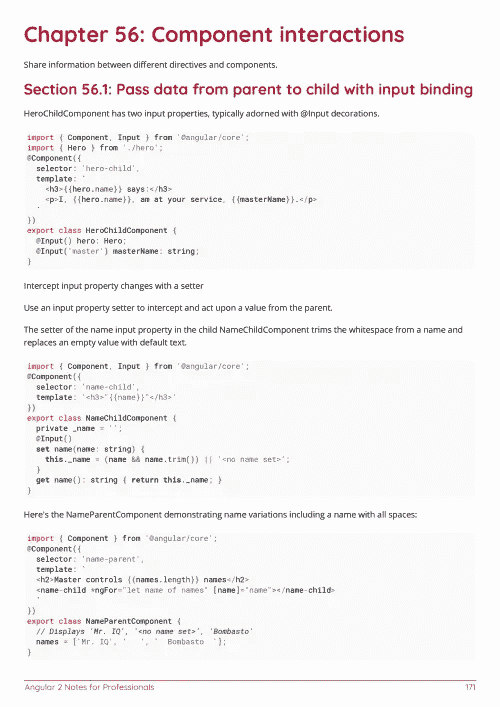 Chapter 56: Component interactions
Share information between different directives and components.
Section 56.1: Pass data from parent to child with input binding
HeroChildComponent has two input properties, typically adorned with @Input decorations.
import { Component, Input } from '@angular/core';
import { Hero } from './hero';
@Component({
  selector: 'hero-child',
  template: `
    <h3>{{hero.name}} says:</h3>
    <p>I, {{hero.name}}, am at your service, {{masterName}}.</p>
  `
})
export class HeroChildComponent {
  @Input() hero: Hero;
  @Input('master') masterName: string;
}
Intercept input property changes with a setter
Use an input property setter to intercept and act upon a value from the parent.
The setter of the name input property in the child NameChildComponent trims the whitespace from a name and
replaces an empty value with default text.
import { Component, Input } from '@angular/core';
@Component({
  selector: 'name-child',
  template: '<h3>"{{name}}"</h3>'
})
export class NameChildComponent {
  private _name = '';
  @Input()
  set name(name: string) {
    this._name = (name && name.trim()) || '<no name set>';
  }
  get name(): string { return this._name; }
}
Here's the NameParentComponent demonstrating name variations including a name with all spaces:
import { Component } from '@angular/core';
@Component({
  selector: 'name-parent',
  template: `
  <h2>Master controls {{names.length}} names</h2>
  <name-child *ngFor="let name of names" [name]="name"></name-child>
  `
})
export class NameParentComponent {
  // Displays 'Mr. IQ', '<no name set>', 'Bombasto'
  names = ['Mr. IQ', '   ', '  Bombasto  '];
}
Angular 2 Notes for Professionals
171